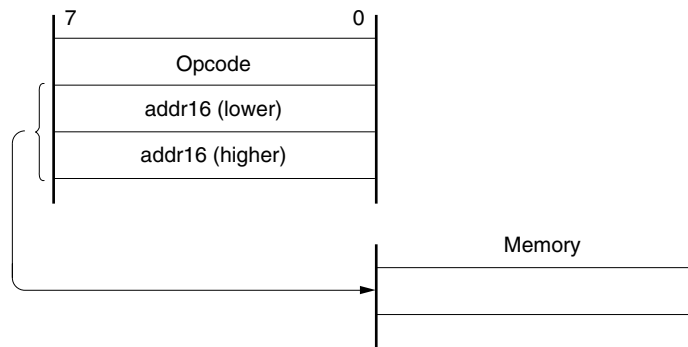 7 0
Opcode
addr16 (lower)
addr16 (higher)
Memory